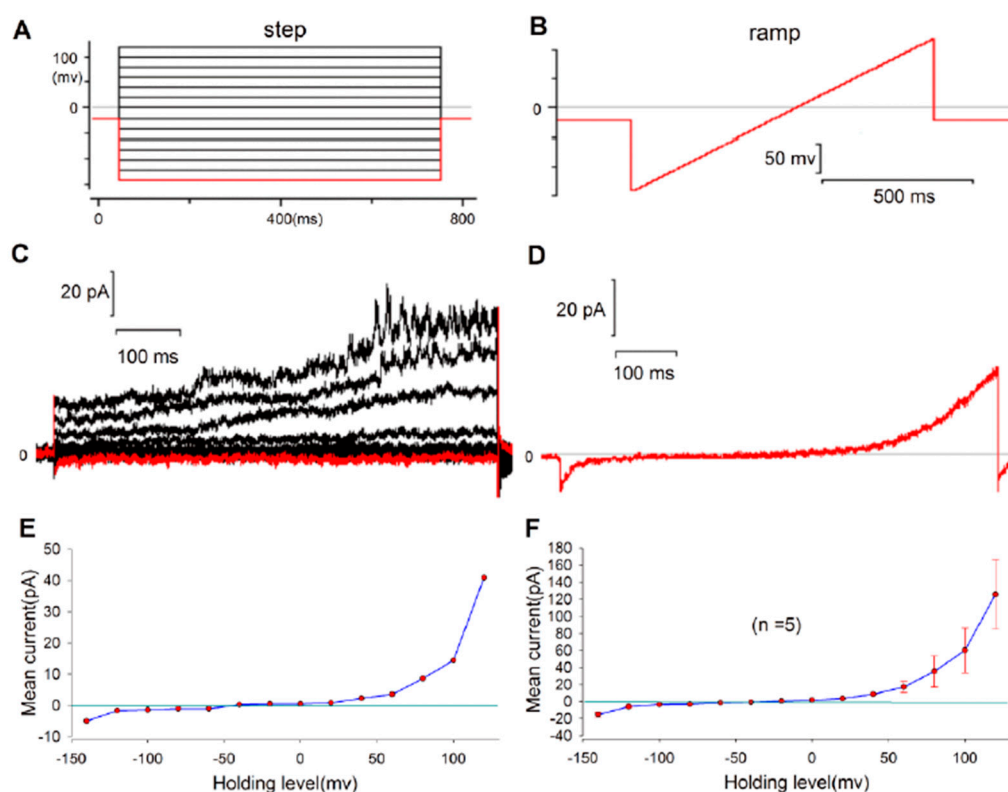 A
step
100
(mv)
0
0
400(ms)
800
B
ramp
0
50 mv
500 ms
C
20 pA
100 ms
0
D
20 pA
100 ms
0
E
Mean current(pA)
50
40
30
20
10
0
-10
-150
-100
-50
0
50
100
Holding level(mv)
F
Mean current(pA)
180
160
140
120
100
80
60
40
20
0
-20
-40
(n =5)
-150
-100
-50
0
50
100
Holding level(mv)